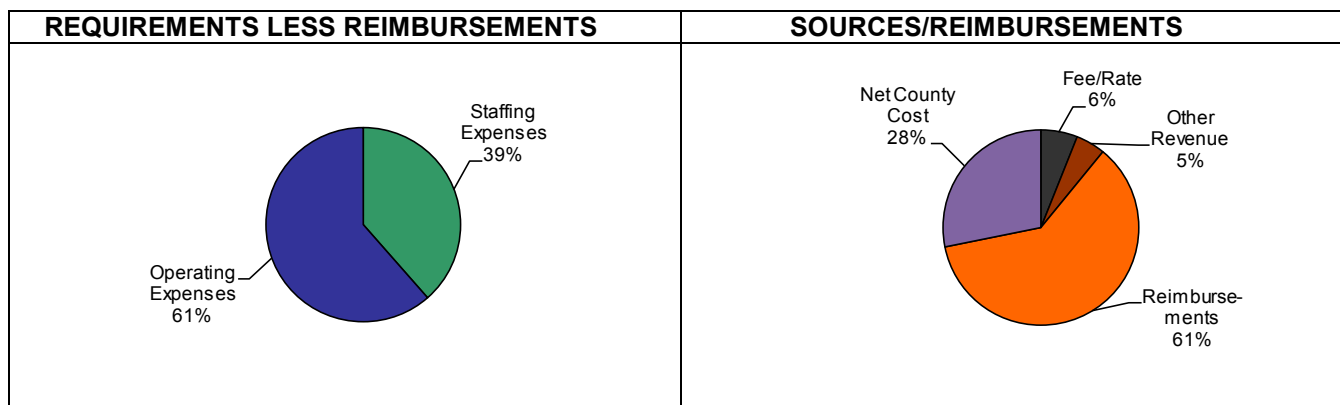 REQUIREMENTS LESS REIMBURSEMENTS
Staffing
Expenses
39%
Operating
Expenses
61%
SOURCES/REIMBURSEMENTS
Fee/Rate
6%
Net County
Cost
28%
Other
Revenue
5%
Reimburse-
ments
61%